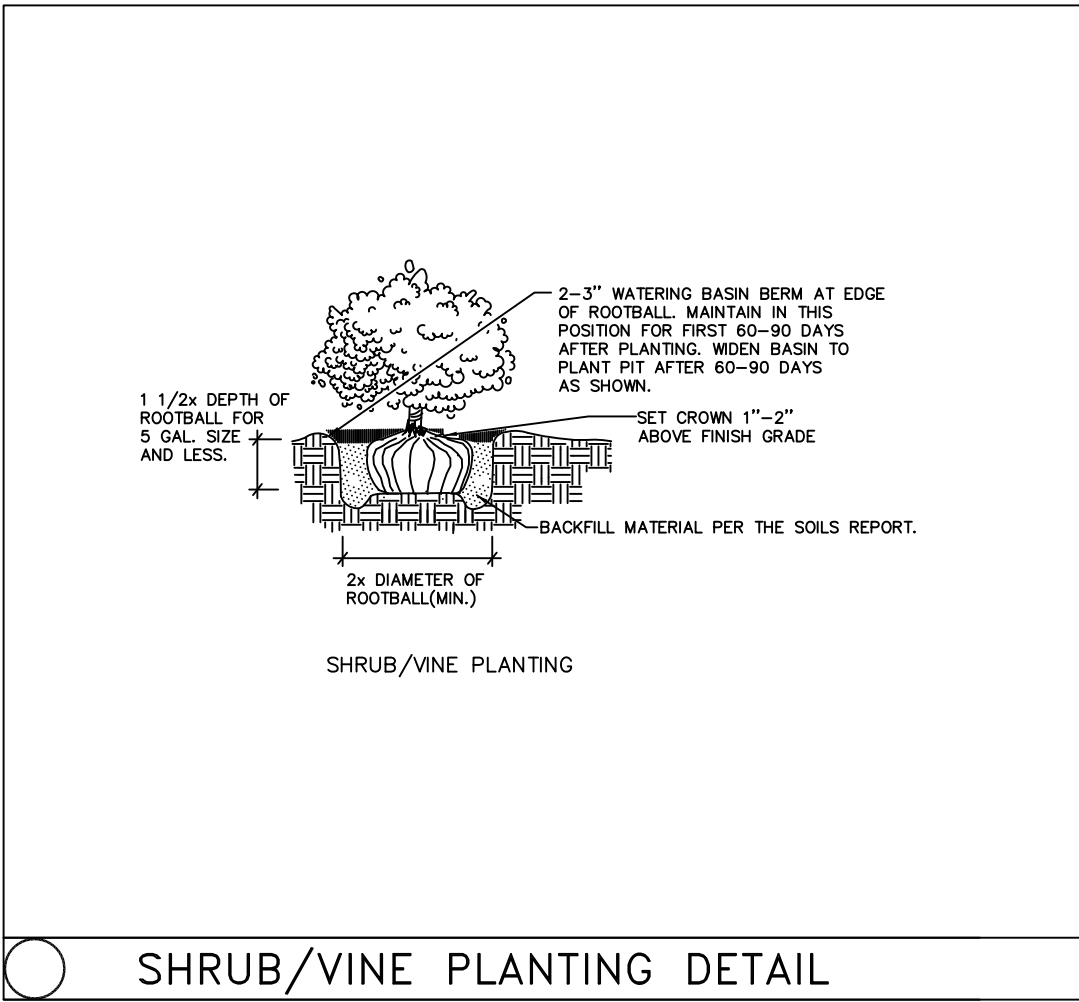 2-3" WATERING BASIN BERM AT EDGE
OF ROOTBALL. MAINTAIN IN THIS
POSITION FOR FIRST 60-90 DAYS
AFTER PLANTING. WIDEN BASIN TO
PLANT PIT AFTER 60-90 DAYS
AS SHOWN.
1 1/2x DEPTH OF
ROOTBALL FOR
5 GAL. SIZE
AND LESS.
SET CROWN 1"-2"
ABOVE FINISH GRADE
BACKFILL MATERIAL PER THE SOILS REPORT.
2x DIAMETER OF
ROOTBALL(MIN.)
SHRUB/VINE PLANTING
SHRUB/VINE PLANTING DETAIL